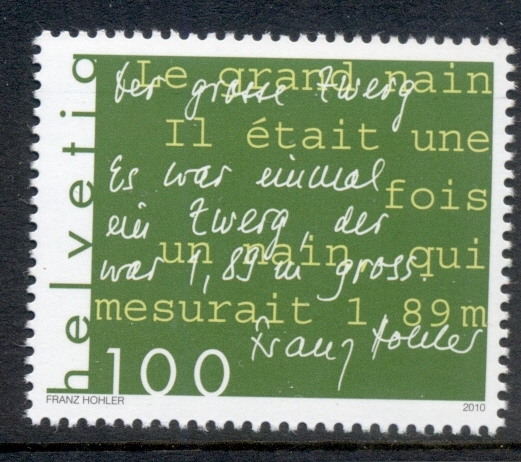 helvetia
Le grand nain
Der grosse Zwerg
Il était une
Es war einmal
fois
ein Zwerg, der
un nain, qui
war 1,89 m gross.
mesurait 1,89m
Franz Hohler
100
FRANZ HOHLER
2010